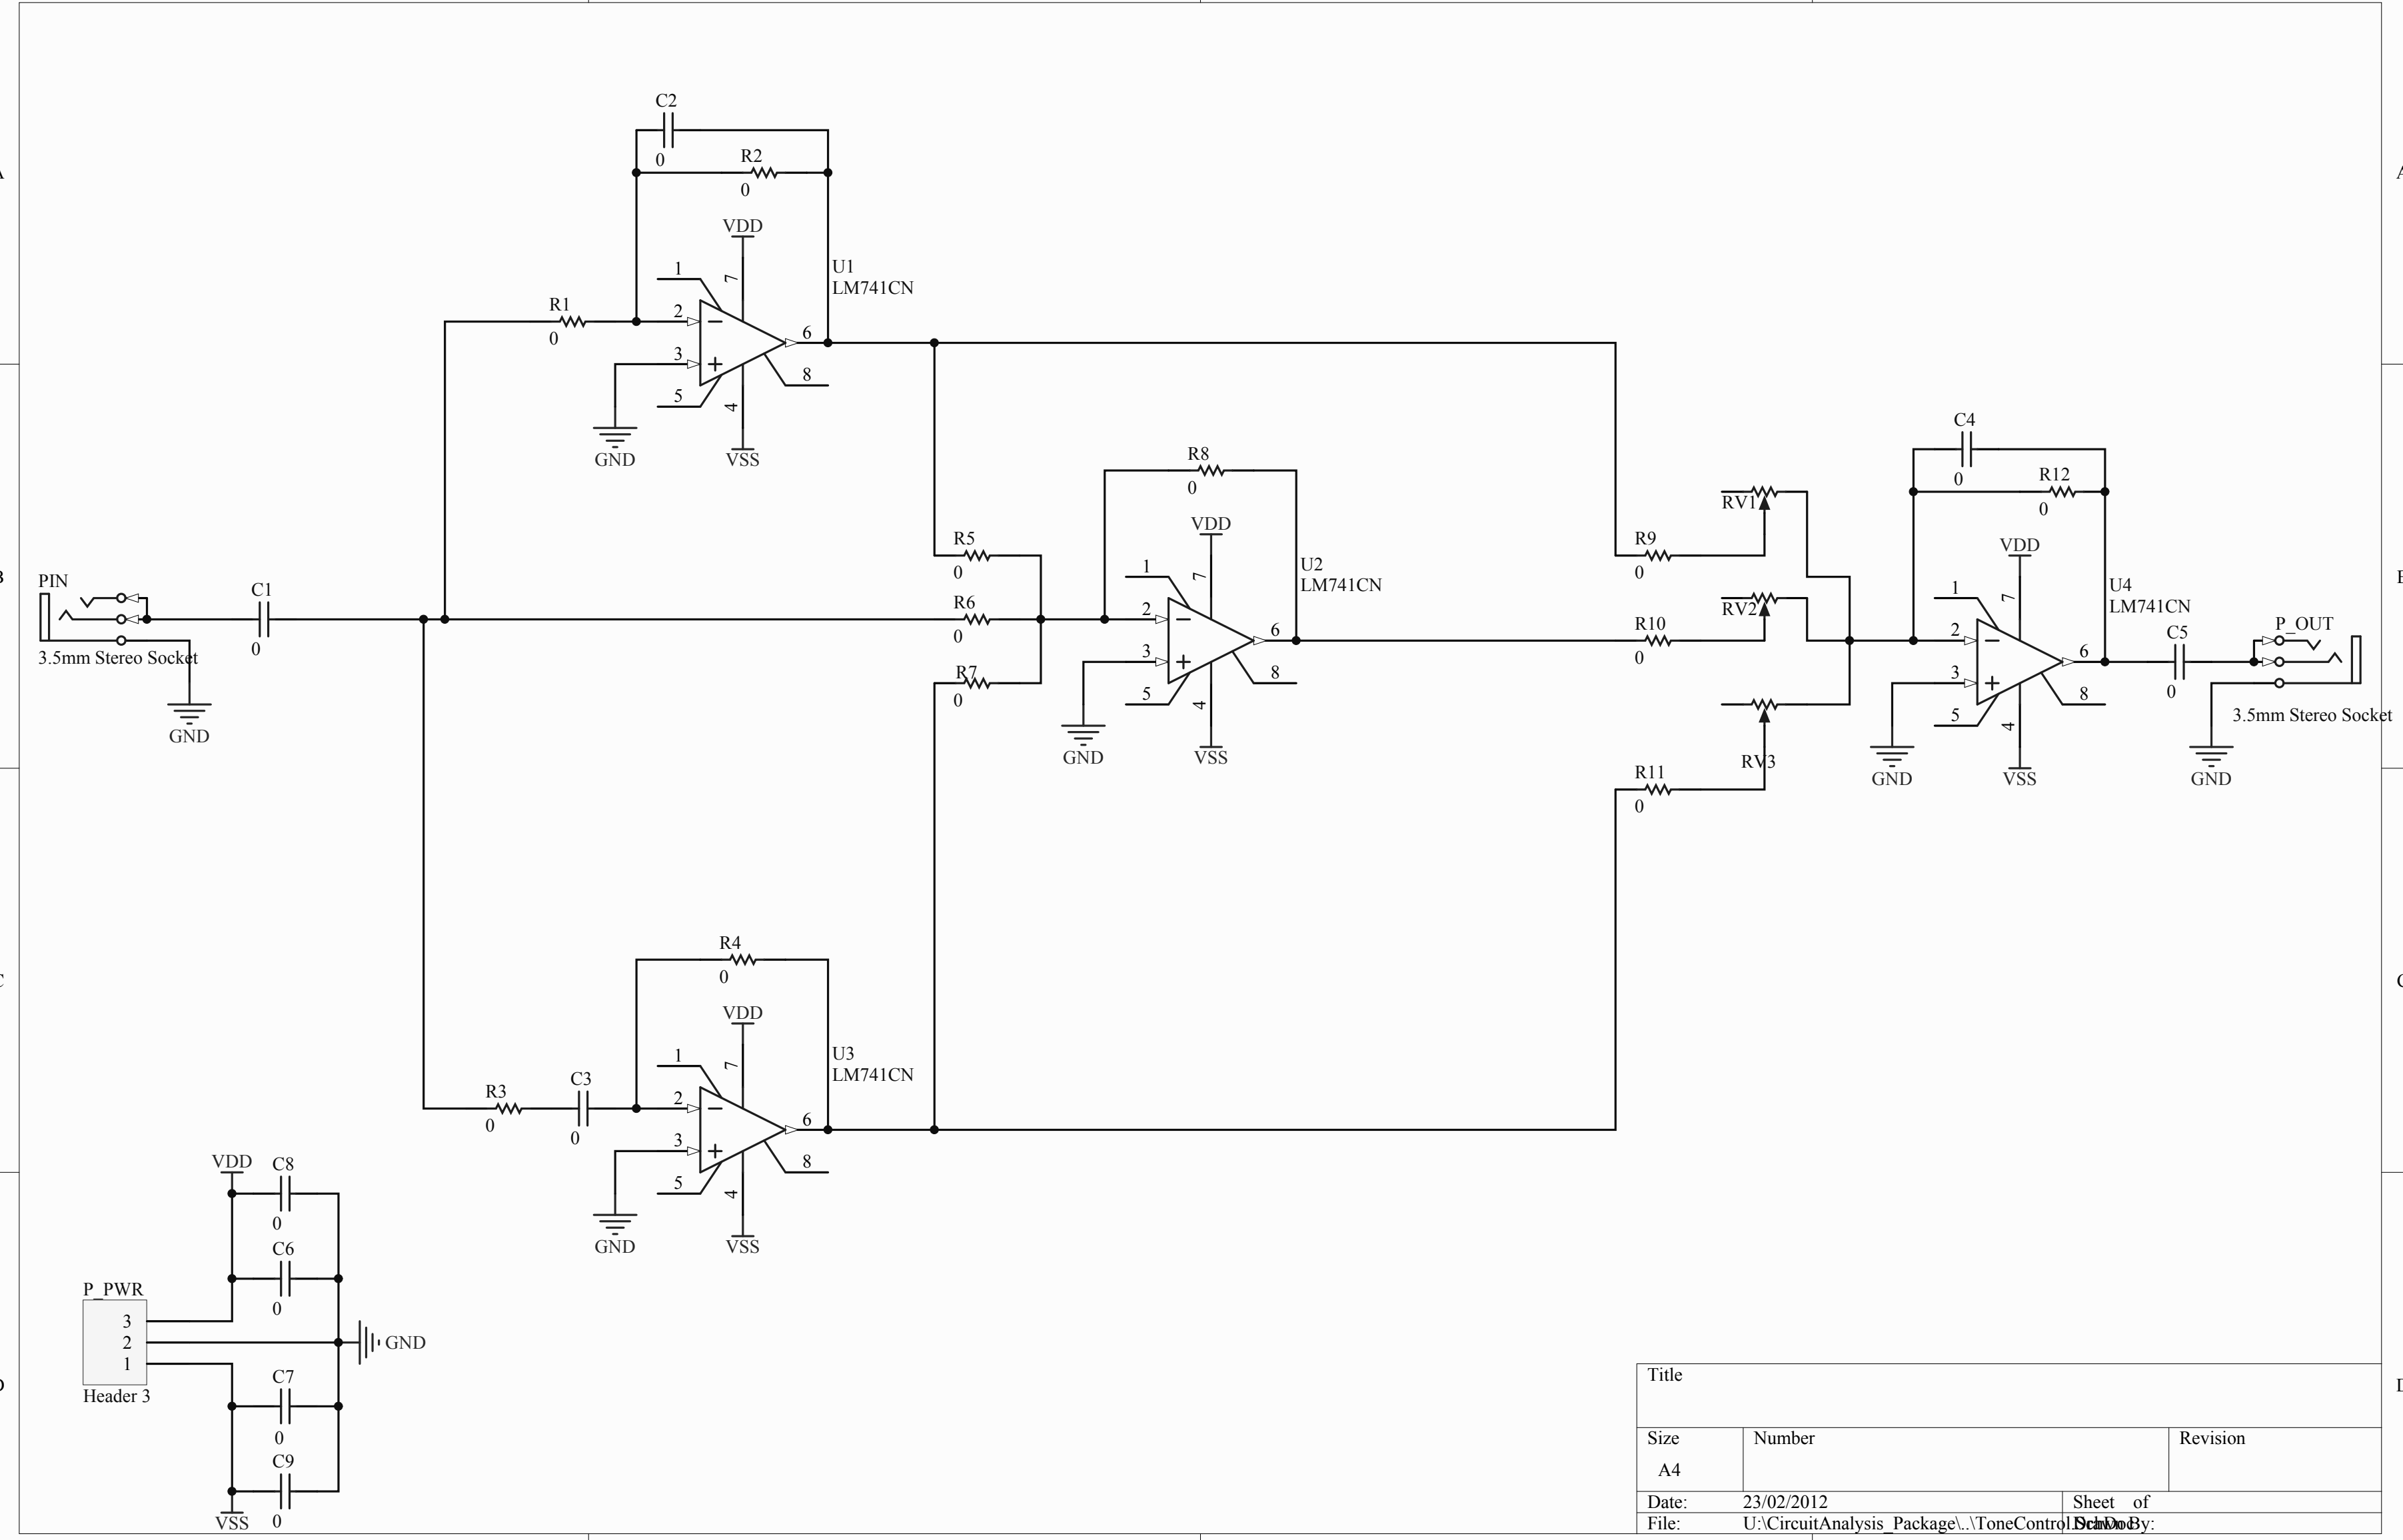 C2
0
R2
0
VDD
1
7
U1
LM741CN
R1
0
2
3
6
8
5
4
GND
VSS
A
A
C4
0
R12
0
R8
0
VDD
1
7
U2
LM741CN
2
3
6
8
5
4
GND
VSS
R5
0
R6
0
R7
0
RV1
R9
0
RV2
R10
0
RV3
R11
0
VDD
1
7
U4
LM741CN
2
3
6
8
5
4
GND
VSS
PIN
3.5mm Stereo Socket
GND
C1
0
C5
0
P_OUT
3.5mm Stereo Socket
GND
R4
0
VDD
1
7
U3
LM741CN
R3
0
C3
0
2
3
6
8
5
4
GND
VSS
VDD
C8
0
C6
0
P_PWR
3
2
1
Header 3
GND
C7
0
C9
0
VSS
Title
Size
Number
Revision
A4
Date:
23/02/2012
Sheet of
File:
U:\CircuitAnalysis_Package\..\ToneControl.SchDoc
Drawn By: